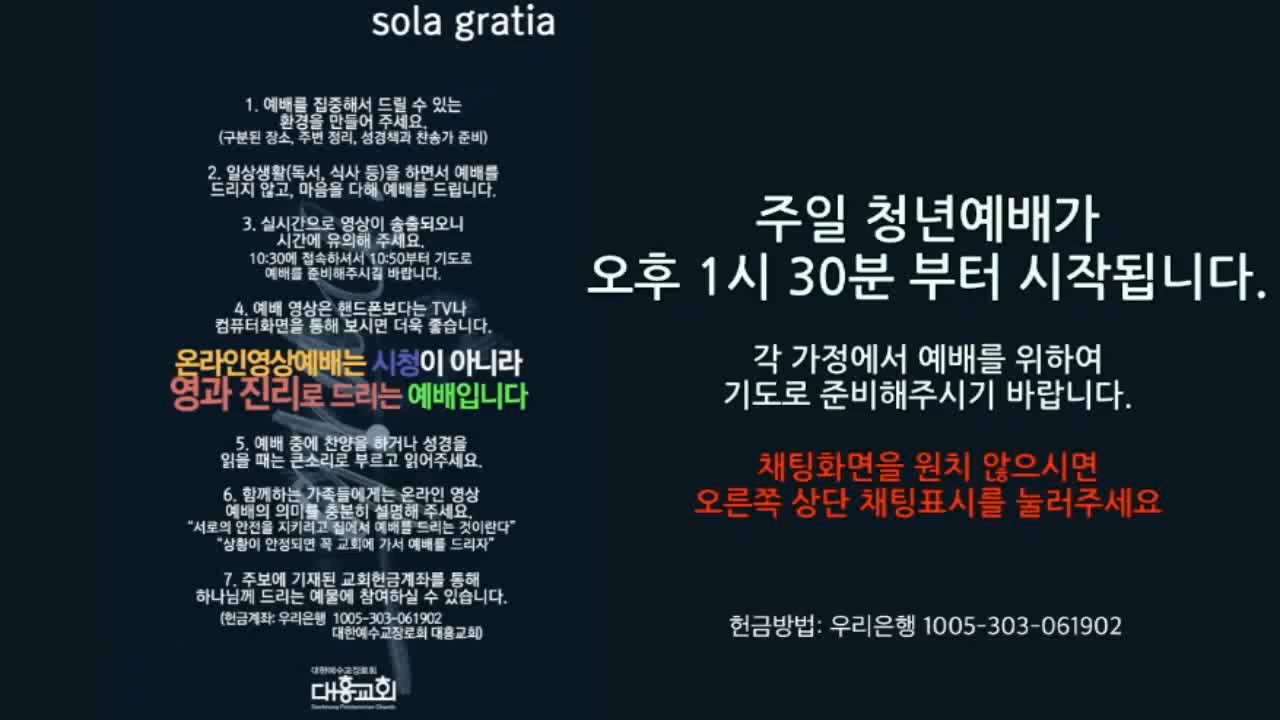 sola gratia
1. 예배를 집중해서 드릴 수 있는
환경을 만들어 주세요.
(구분된 장소, 주변 정리, 성경책과 찬송가 준비)
2. 일상생활(독서, 식사 등)을 하면서 예배를
드리지 않고, 마음을 다해 예배를 드립니다.
3. 실시간으로 영상이 송출되오니
시간에 유의해 주세요.
10:30에 접속하셔서 10:50부터 기도로
예배를 준비해주시길 바랍니다.
4. 예배 영상은 핸드폰보다는 TV나
컴퓨터화면을 통해 보시면 더욱 좋습니다.
온라인영상예배는 시청이 아니라
영과 진리로 드리는 예배입니다
5. 예배 중에 찬양을 하거나 성경을
읽을 때는 큰소리로 부르고 읽어주세요.
6. 함께하는 가족들에게는 온라인 영상
예배의 의미를 충분히 설명해 주세요.
“서로의 안전을 지키려고 집에서 예배를 드리는 것이란다”
“상황이 안정되면 꼭 교회에 가서 예배를 드리자”
7. 주보에 기재된 교회헌금계좌를 통해
하나님께 드리는 예물에 참여하실 수 있습니다.
(헌금계좌: 우리은행 1005-303-061902
대한예수교장로회 대흥교회)
대한예수교장로회
대흥교회
주일 청년예배가
오후 1시 30분 부터 시작됩니다.
각 가정에서 예배를 위하여
기도로 준비해주시기 바랍니다.
채팅화면을 원치 않으시면
오른쪽 상단 채팅표시를 눌러주세요
헌금방법: 우리은행 1005-303-061902